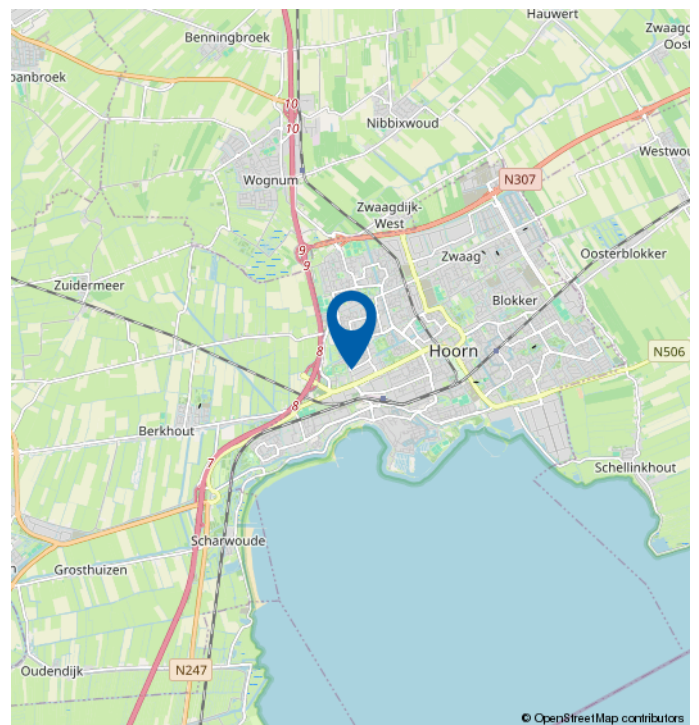 Hauwert
Zwaagd
Oost
Benningbroek
panbroek
10
10
Nibbixwoud
Westwou
Wognum
N307
Zwaagdijk-
West
9
9
Zwaag
Oosterblokker
Zuidermeer
Blokker
8
Hoorn
N506
8
Berkhout
7
Schellinkhout
Scharwoude
Grosthuizen
Oudendijk
N247
© OpenStreetMap contributors